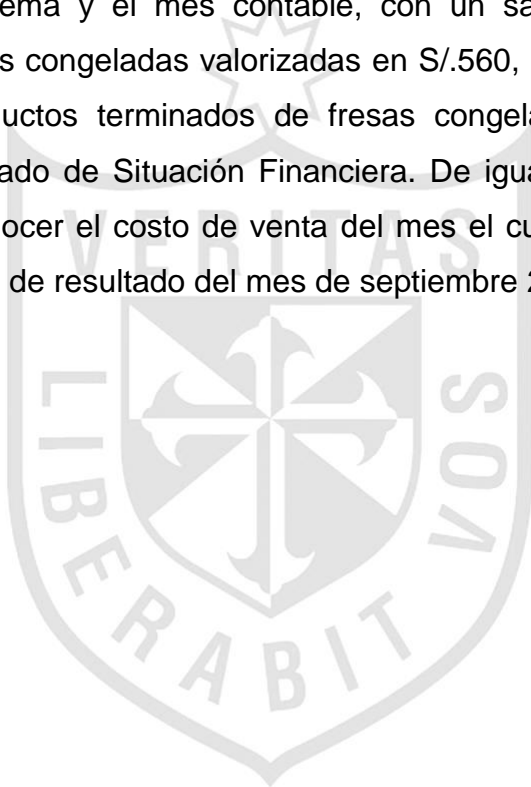 ema y el mes contable, con un sa
s congeladas valorizadas en S/.560,
ductos terminados de fresas congela
ado de Situación Financiera. De igua
ocer el costo de venta del mes el cu
de resultado del mes de septiembre 2
VERITAS
LIBERABIT
VOS